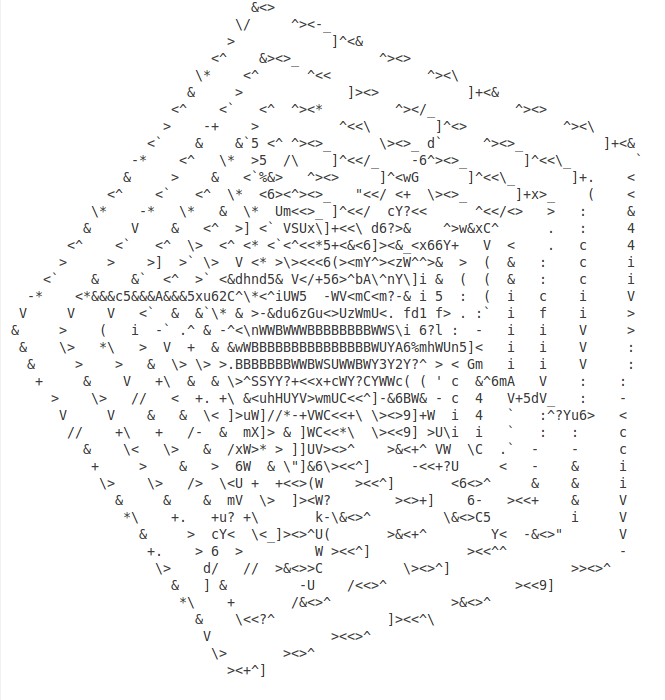 &<>
\/ ^><-_
> ]^<&
<^ &><>_ ^><>
\* <^ ^<< ^><\
& > ]><> ]+<&
<^ <` <^ ^><* ^></_ ^><>
> -+ > ^<<\ ]^<> ^><\
<` & &`5 <^ ^><>_ \><>_ d` ^><>_ ]+<&
-* <^ \* >5 /\ ]^<</_ -6^><>_ ]^<<\_ `
& > & <`%&> ^><> ]^<wG ]^<<\_ ]+. <
<^ <` <^ \* <6><^><>_ "<</ <+ \><>_ ]+x>_ ( <
\* -* \* & \* Um<<>_ ]^<</ cY?<< ^<</<> > : &
& V & <^ >] <` VSUx\]+<<\ d6?>& ^>w&xC^ . : 4
<^ <` <^ \> <^ <* <`<^<<*5+<&<6]><&_<x66Y+ V < . c 4
> > >] >` \> V <* >\><<<6(><mY^><zW^^>& > ( & : c i
<` & &` <^ >` <&dhnd5& V</+56>^bA\^nY\]i & ( ( & : c i
-* <*&&&c5&&&A&&&5xu62C^\*<^iUW5 -WV<mC<m?-& i 5 : ( i c i V
V V V <` & &`\* & >-&du6zGu<>UzWmU<. fd1 f> . :` i f i >
& > ( i -` .^ & -^<\nWWBWWWBBBBBBBBWWS\i 6?l : - i i V >
& \> *\ > V + & &wWBBBBBBBBBBBBBBBWUYA6%mhWUn5]< i i V :
& > > & \> \> >.BBBBBBBWWBWSUWWBWY3Y2Y?^ > < Gm i i V :
+ & V +\ & & \>^SSYY?+<<x+cWY?CYWWc( ( ' c &^6mA V : :
> \> // < +. +\ &<uhHUYV>wmUC<<^]-&6BW& - c 4 V+5dV_ : -
V V & & \< ]>uW]//*-+VWC<<+\ \><>9]+W i 4 ` :^?Yu6> <
// +\ + /- & mX]> & ]WC<<*\ \><<9] >U\i i ` : : c
& \< \> & /xW>* > ]]UV><>^ >&<+^ VW \C .` - - c
+ > & > 6W & \"]&6\><<^] -<<+?U < - & i
\> \> /> \<U + +<<>(W ><<^] <6<>^ & & i
& & & mV \> ]><W? ><>+] 6- ><<+ & V
*\ +. +u? +\ k-\&<>^ \&<>C5 i V
& > cY< \<_]><>^U( >&<+^ Y< -&<>" V
+. > 6 > W ><<^] ><<^^ -
\> d/ // >&<>>C \><>^] >><>^
& ] & -U /<<>^ ><<9]
*\ + /&<>^ >&<>^
& \<<?^ ]><<^\
V ><<>^
\> ><>^
><+^]